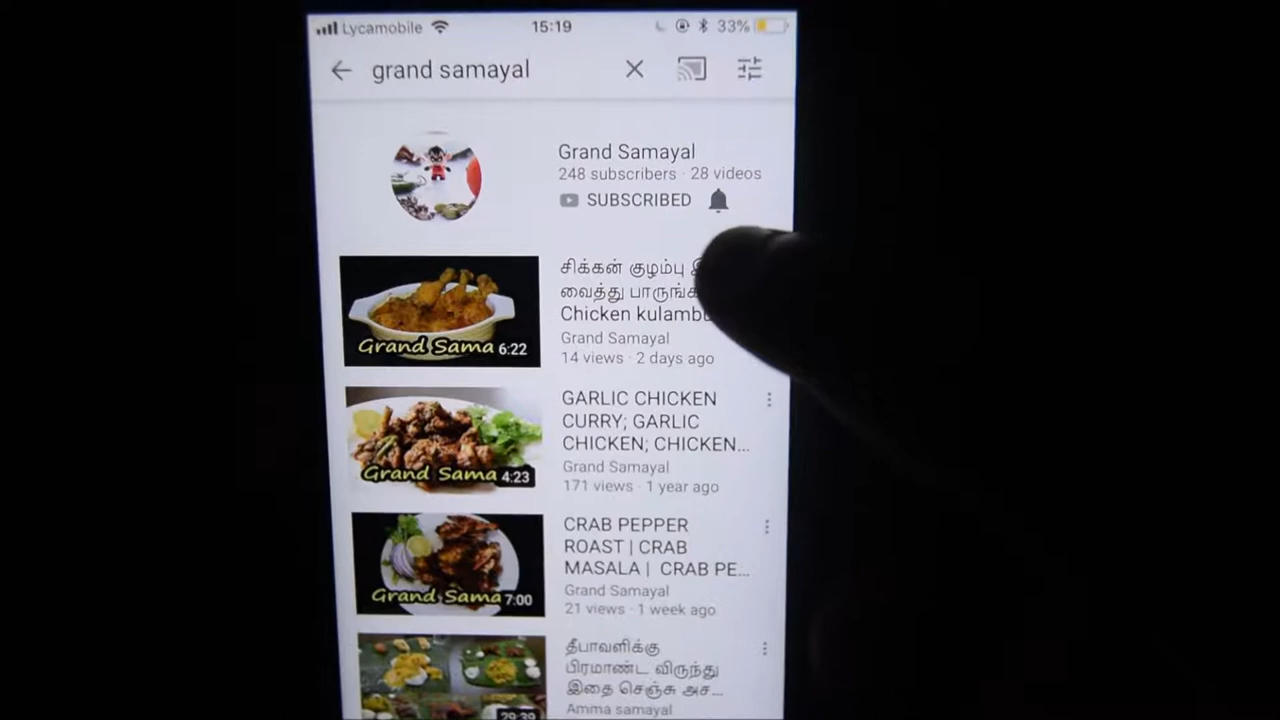 Lycamobile 15:19 33%
grand samayal
Grand Samayal
248 subscribers · 28 videos
SUBSCRIBED
சிக்கன் குழம்பு
வைத்து
Chicken kulambu
Grand Samayal
14 views · 2 days ago
Grand Sama 6:22
GARLIC CHICKEN
CURRY; GARLIC
CHICKEN; CHICKEN...
Grand Samayal
171 views · 1 year ago
Grand Sama 4:23
CRAB PEPPER
ROAST | CRAB
MASALA | CRAB PE...
Grand Samayal
21 views · 1 week ago
Grand Sama 7:00
தீபாவளிக்கு
பிரமாண்ட விருந்து
இதை செஞ்சு அச...
Amma samayal
29:39